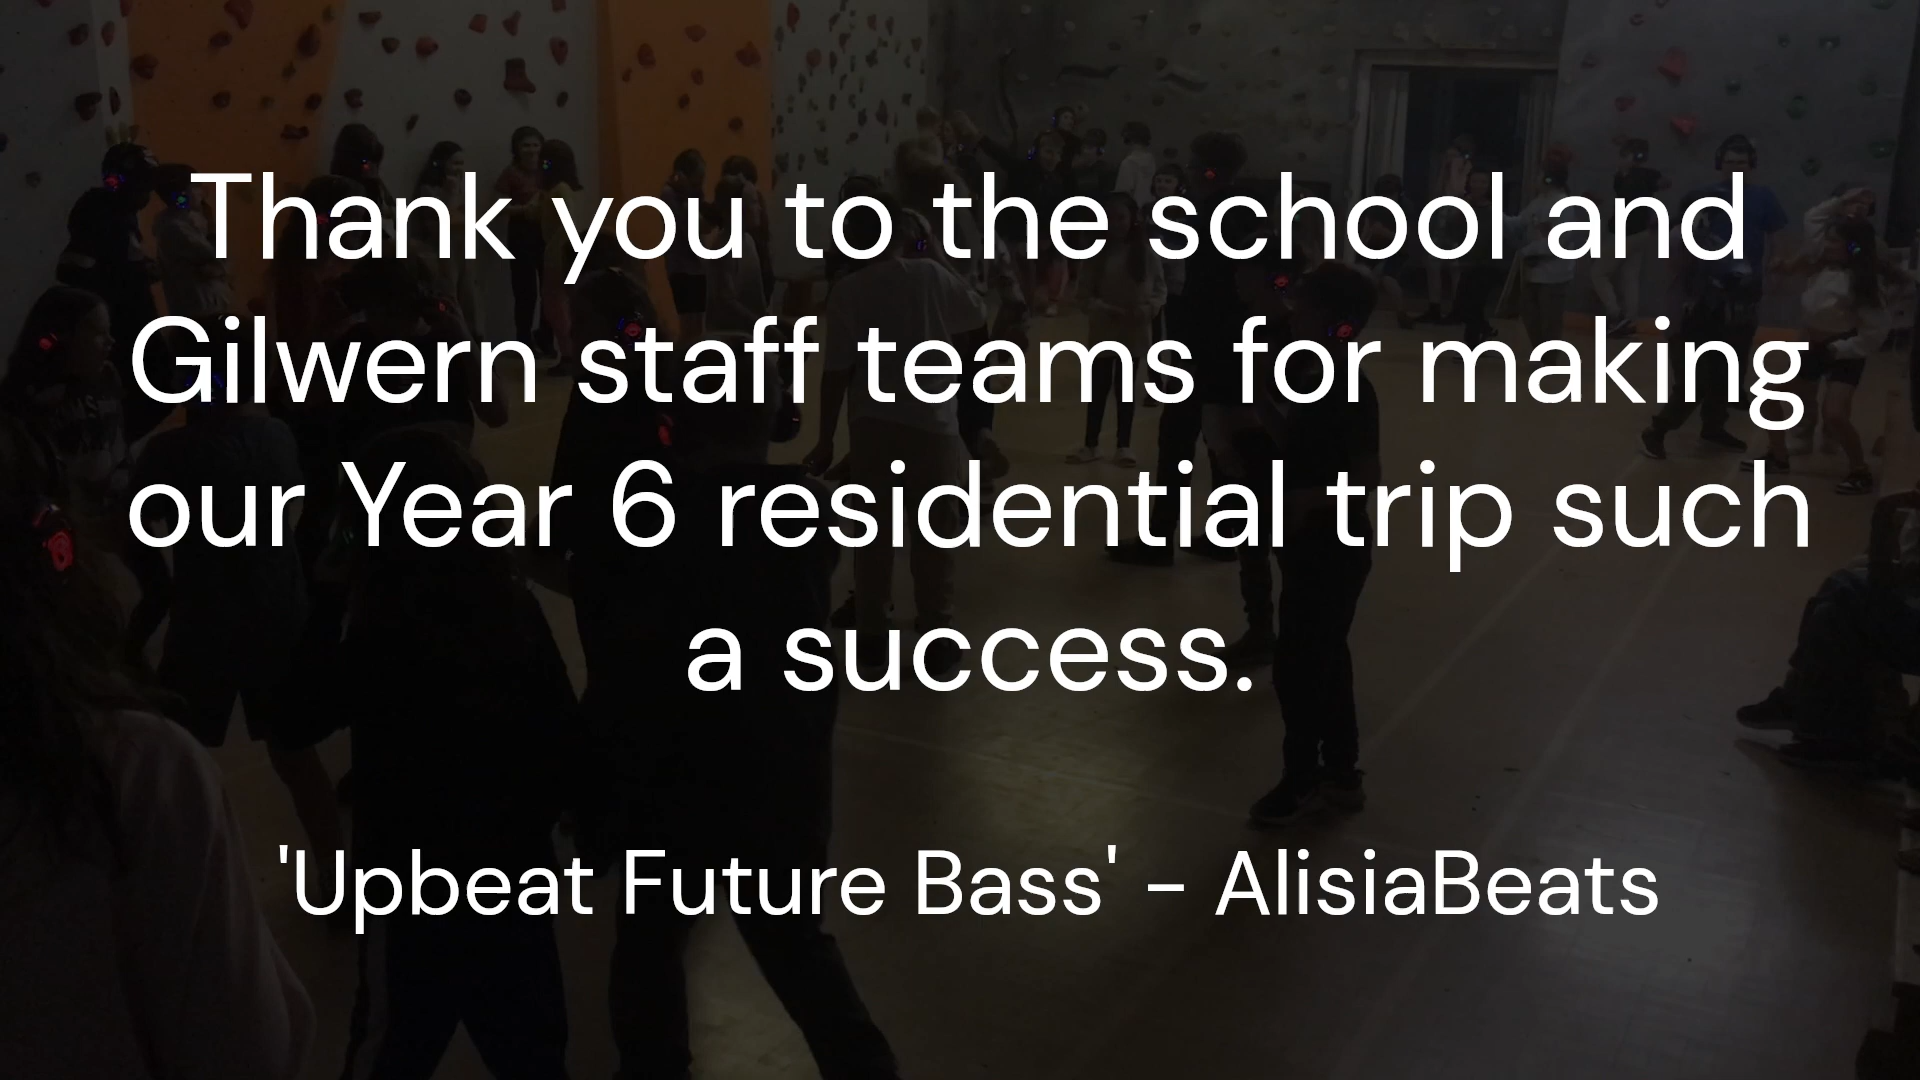 Thank you to the school and
Gilwern staff teams for making
our Year 6 residential trip such
a success.
'Upbeat Future Bass' - AlisiaBeats